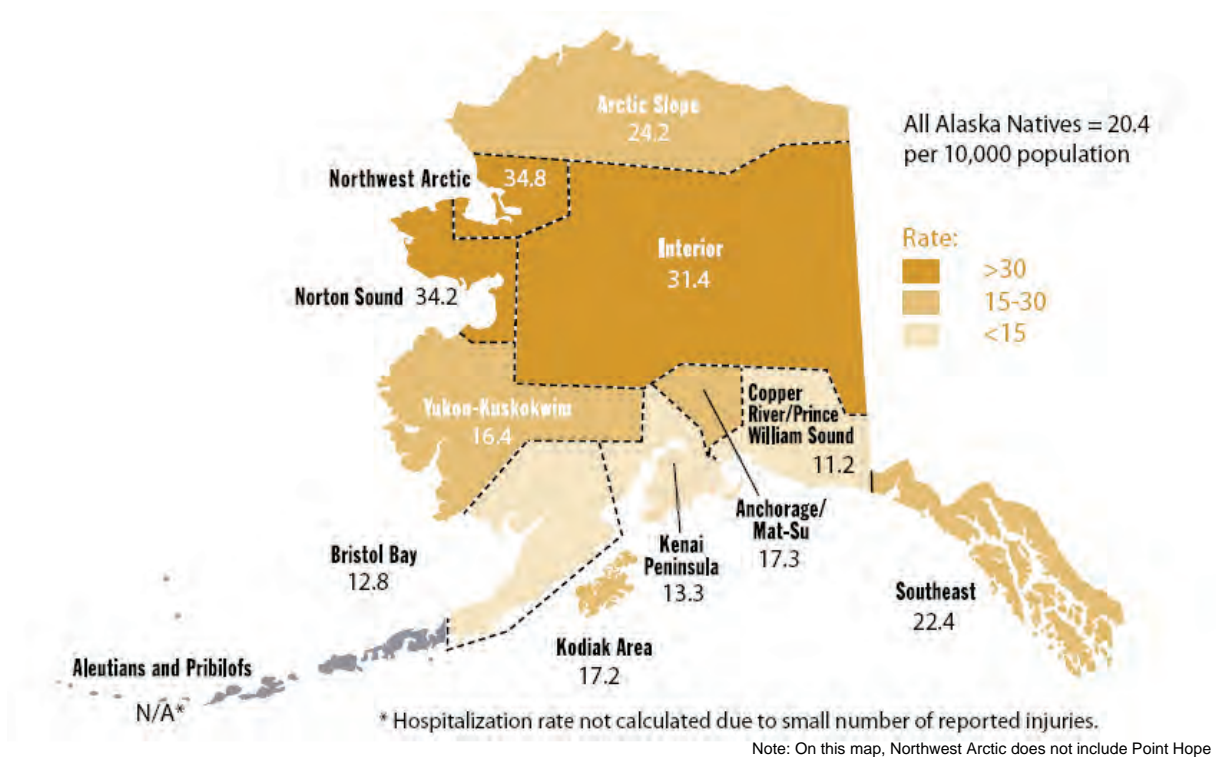 Arctic Slope
24.2
All Alaska Natives = 20.4
per 10,000 population
Northwest Arctic
34.8
Interior
31.4
Rate:
>30
15-30
<15
Norton Sound 34.2
Yukon-Kuskokwim
16.4
Copper
River/Prince
William Sound
11.2
Anchorage/
Mat-Su
17.3
Bristol Bay
12.8
Kenai
Peninsula
13.3
Southeast
22.4
Kodiak Area
17.2
Aleutians and Pribilofs
N/A*
* Hospitalization rate not calculated due to small number of reported injuries.
Note: On this map, Northwest Arctic does not include Point Hope